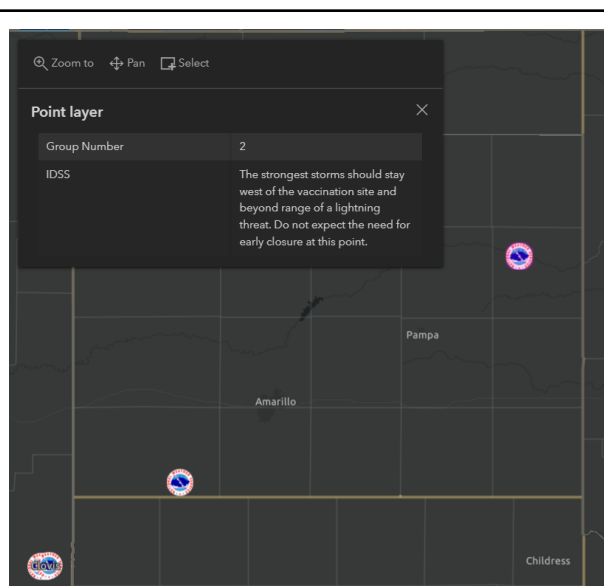 Zoom to Pan Select
Point layer
Group Number 2
IDSS The strongest storms should stay
west of the vaccination site and
beyond range of a lightning
threat. Do not expect the need for
early closure at this point.
Pampa
Amarillo
Clovis
Childress